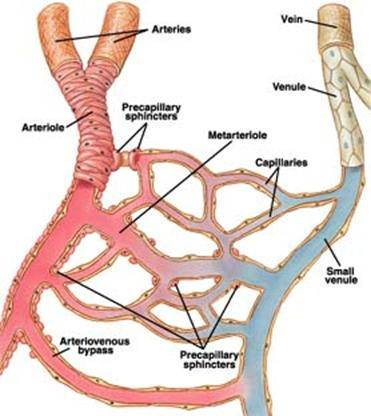 Arteries
Vein
Venule
Precapillary
sphincters
Arteriole
Metarteriole
Capillaries
Small
venule
Arteriovenous
bypass
Precapillary
sphincters